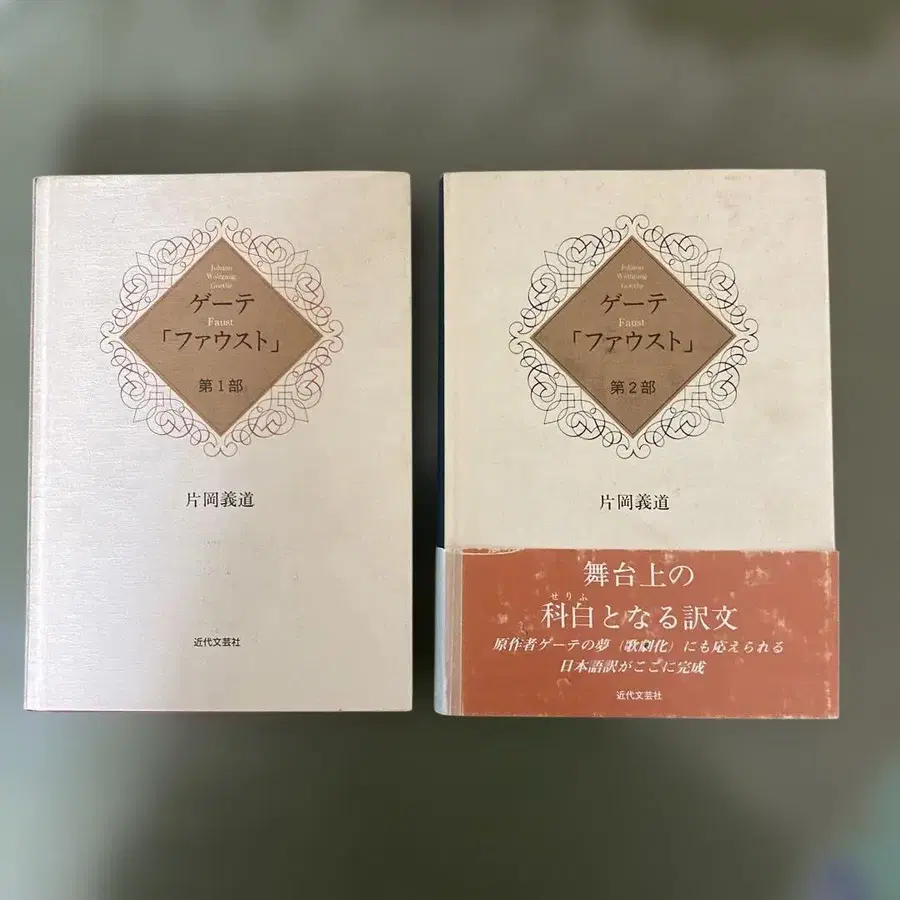 Johann
Wolfgang
Goethe
ゲーテ
Faust
「ファウスト」
第1部
片岡義道
近代文芸社
Johann
Wolfgang
Goethe
ゲーテ
Faust
「ファウスト」
第2部
片岡義道
舞台上の
せりふ
科白となる訳文
原作者ゲーテの夢(歌劇化)にも応えられる
日本語訳がここに完成
近代文芸社